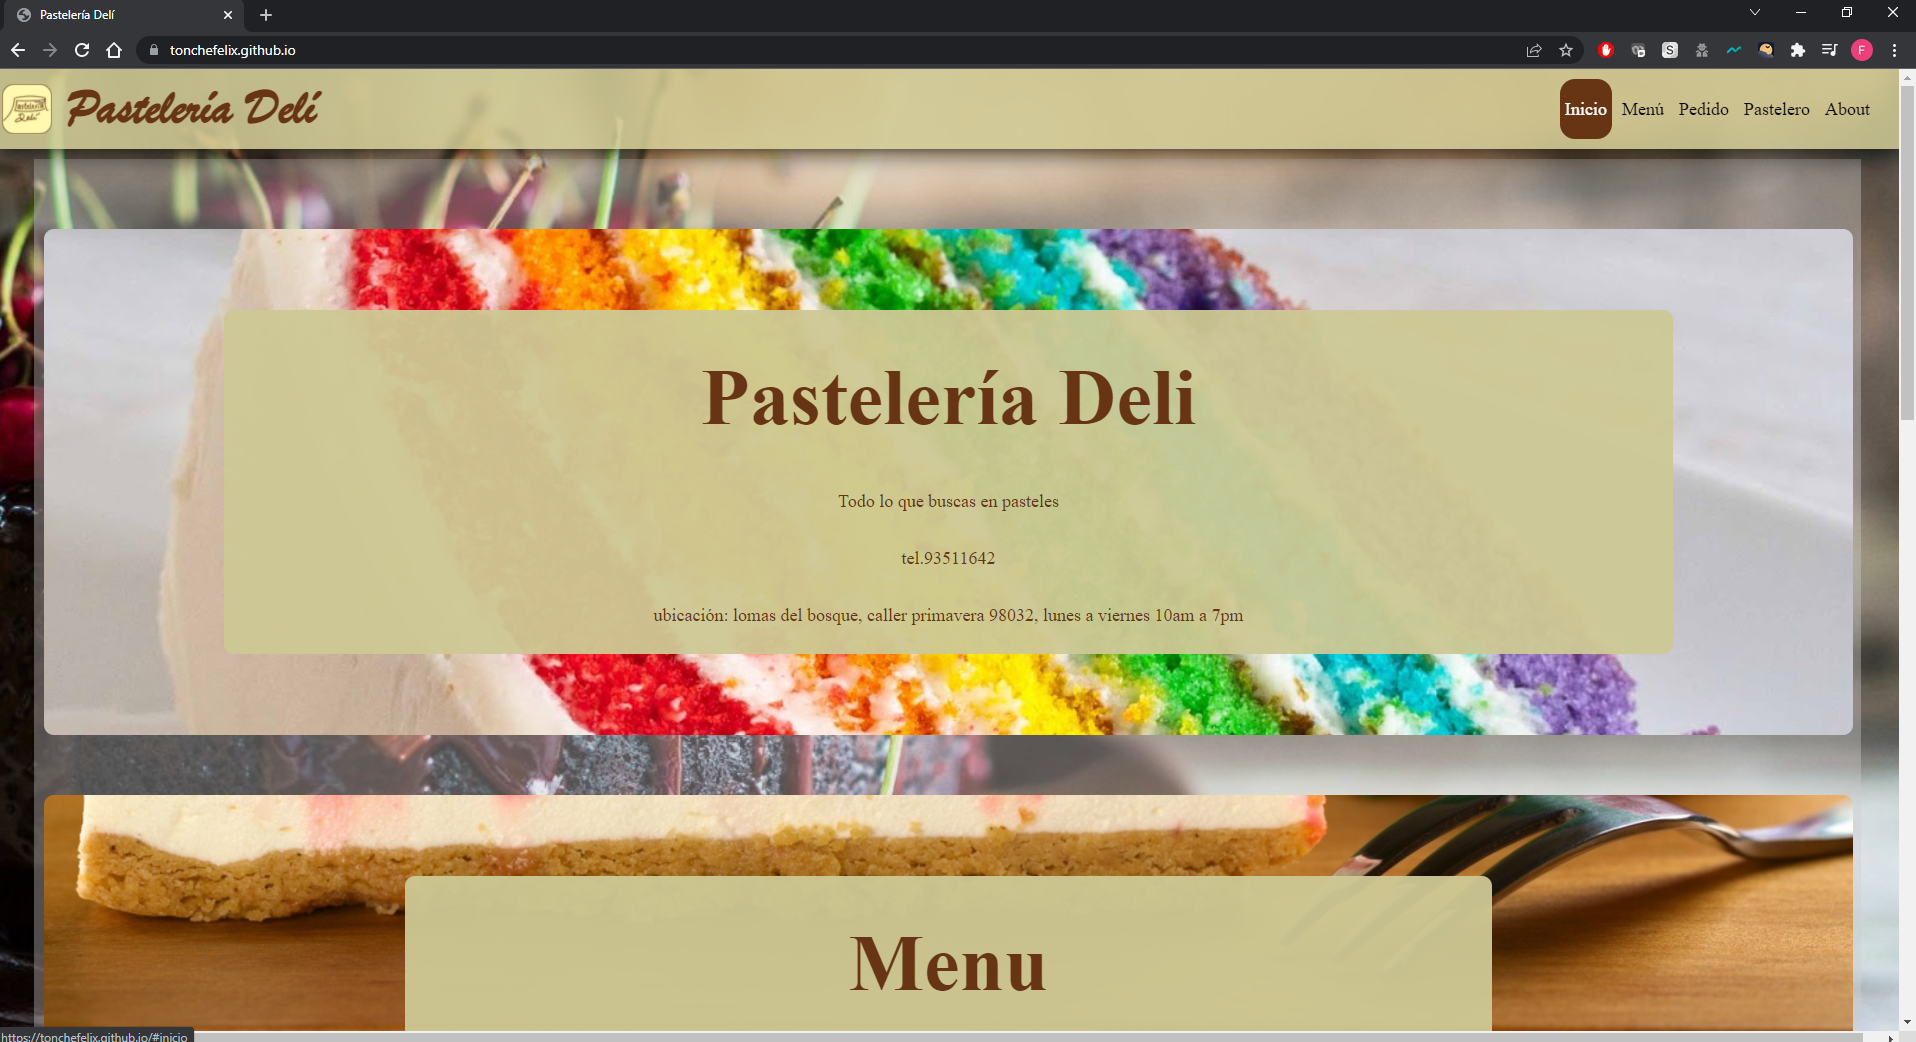 Pastelería Delí
tonchefelix.github.io
S
F
Pastelería Delí
Pastelería Delí
Inicio
Menú
Pedido
Pastelero
About
Pastelería Deli
Todo lo que buscas en pasteles
tel.93511642
ubicación: lomas del bosque, caller primavera 98032, lunes a viernes 10am a 7pm
Menu
https://tonchefelix.github.io/#inicio